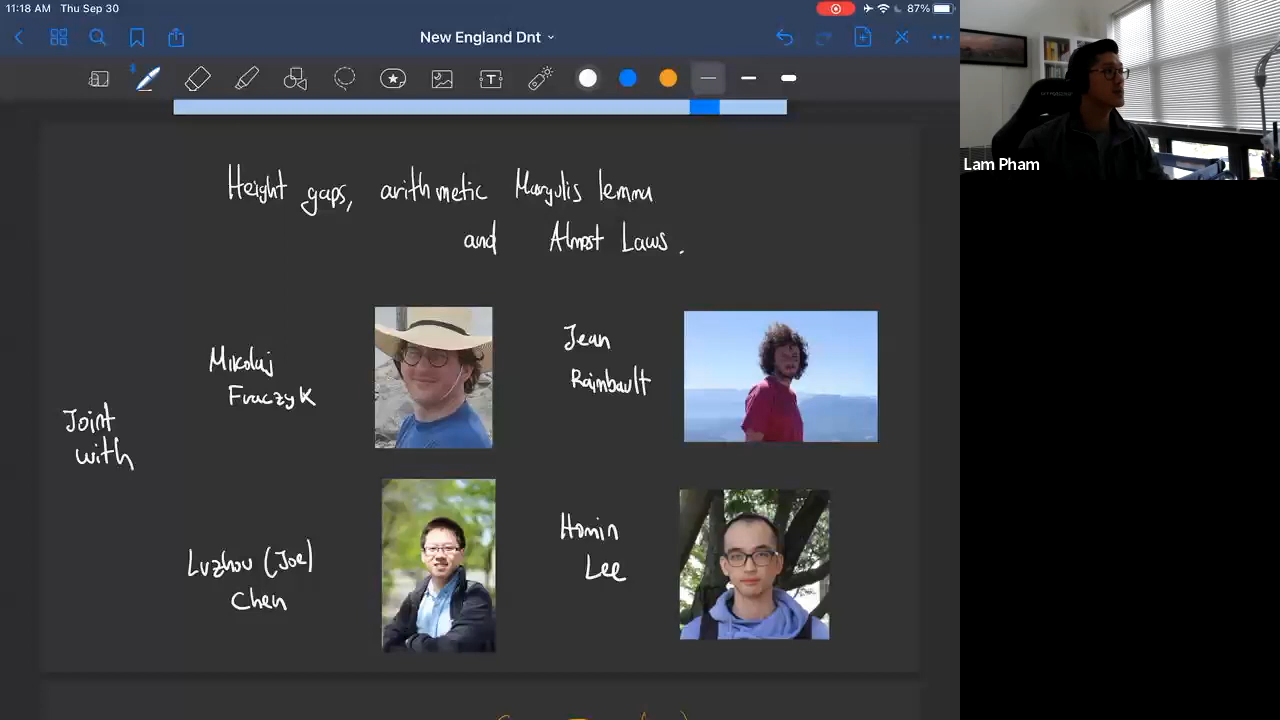 11:18 AM Thu Sep 30
87%
New England Dnt
Lam Pham
Height gaps, arithmetic Margulis lemma
and Almost Laws.
Joint
with
Mikolaj
Fraczyk
Jean
Raimbault
Lvzhou (Joe)
Chen
Homin
Lee